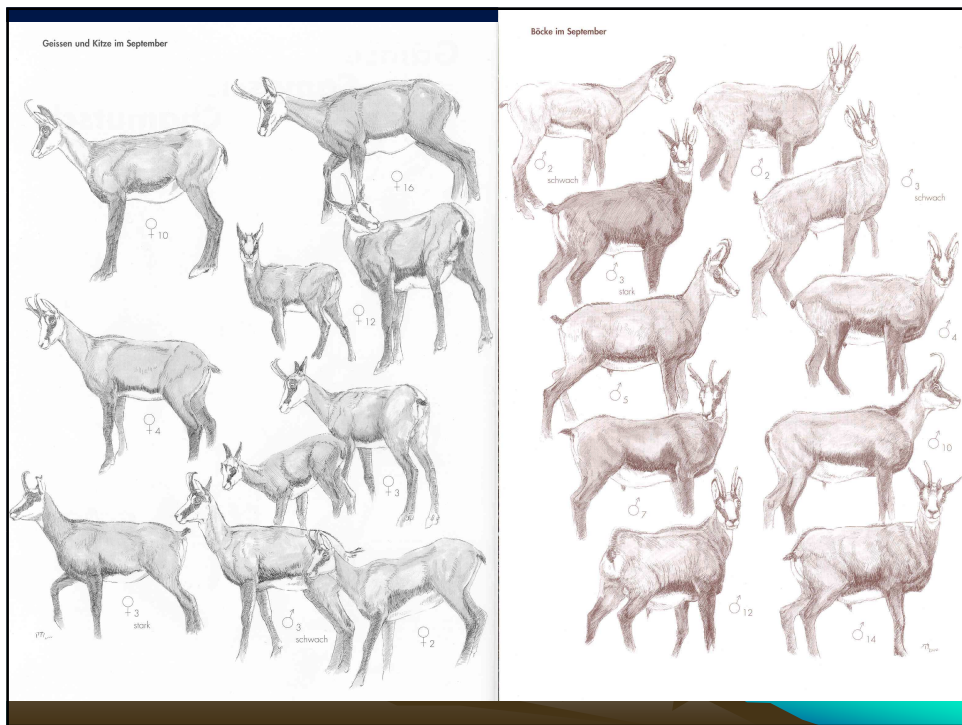 Geissen und Kitze im September
♀ 10
♀ 16
♀ 12
♀ 4
♀ 3
♀ 3
stark
♂ 3
schwach
♀ 2
Böcke im September
♂ 2
schwach
♂ 2
♂ 3
schwach
♂ 3
stark
♂ 4
♂ 5
♂ 10
♂ 7
♂ 12
♂ 14